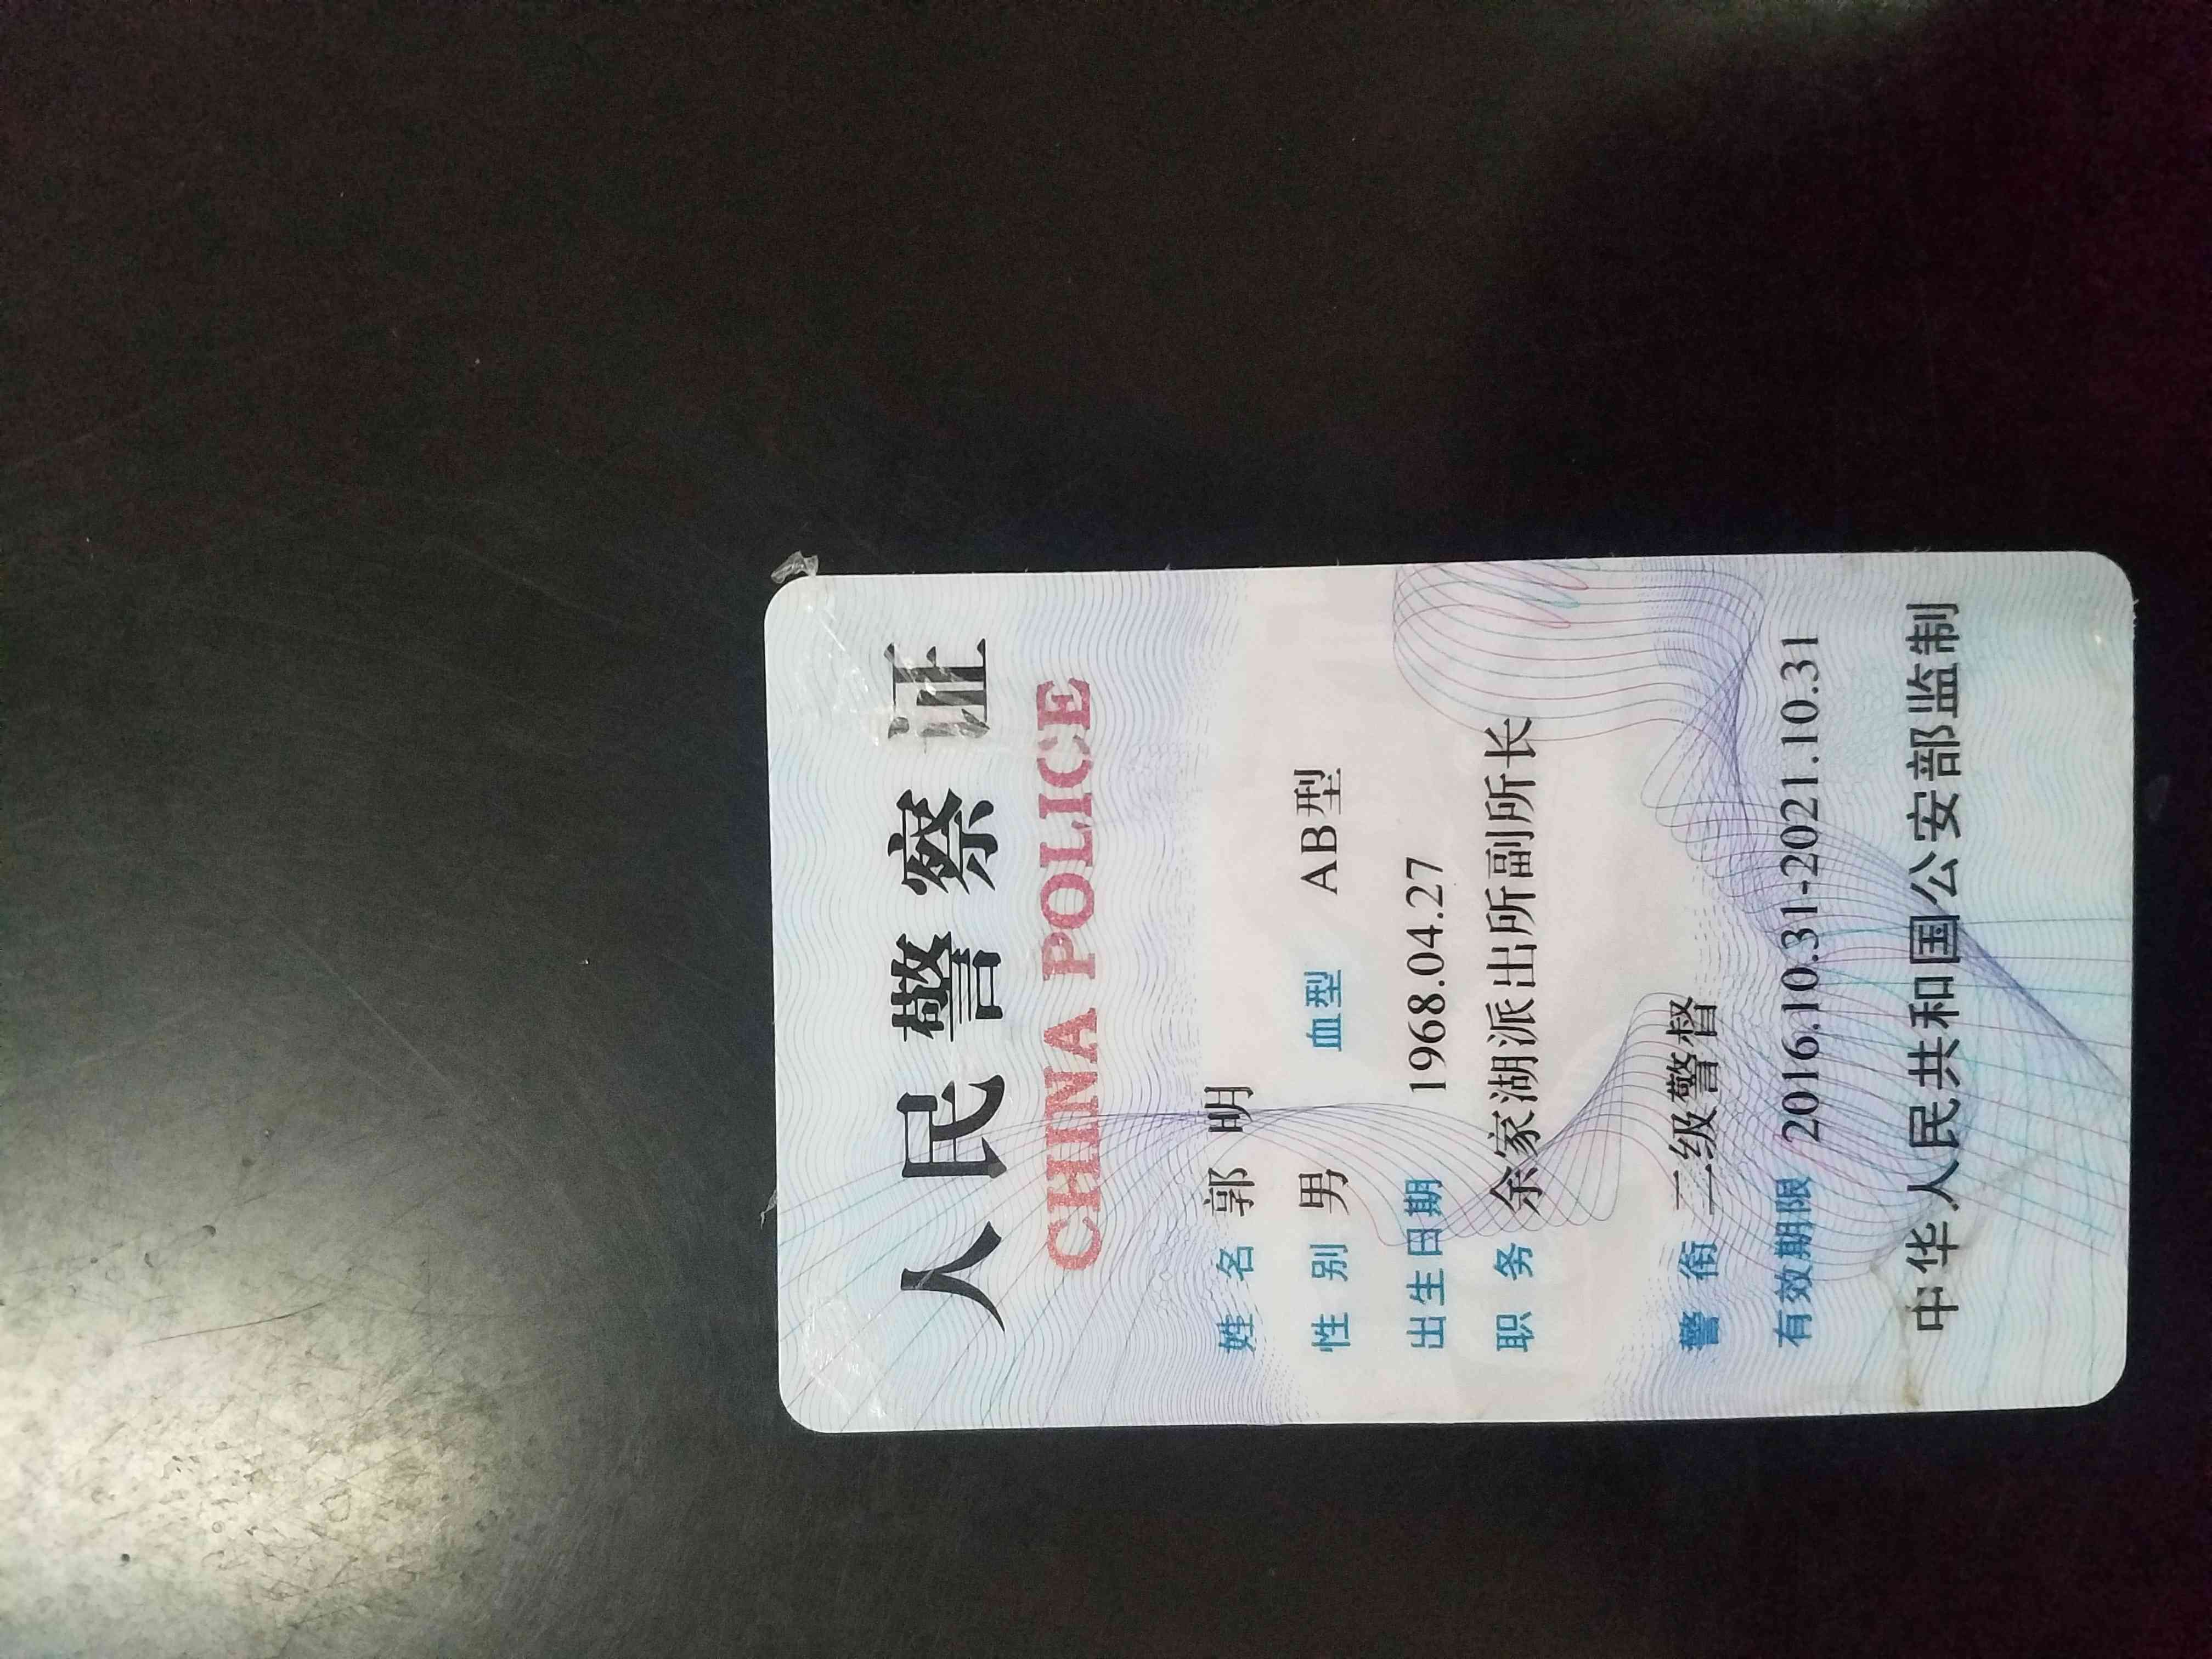 人民警察证
CHINA POLICE
姓名 郭明
性别 男 血型 AB型
出生日期 1968.04.27
职务 余家湖派出所副所长
警衔 二级警督
有效期限 2016.10.31-2021.10.31
中华人民共和国公安部监制